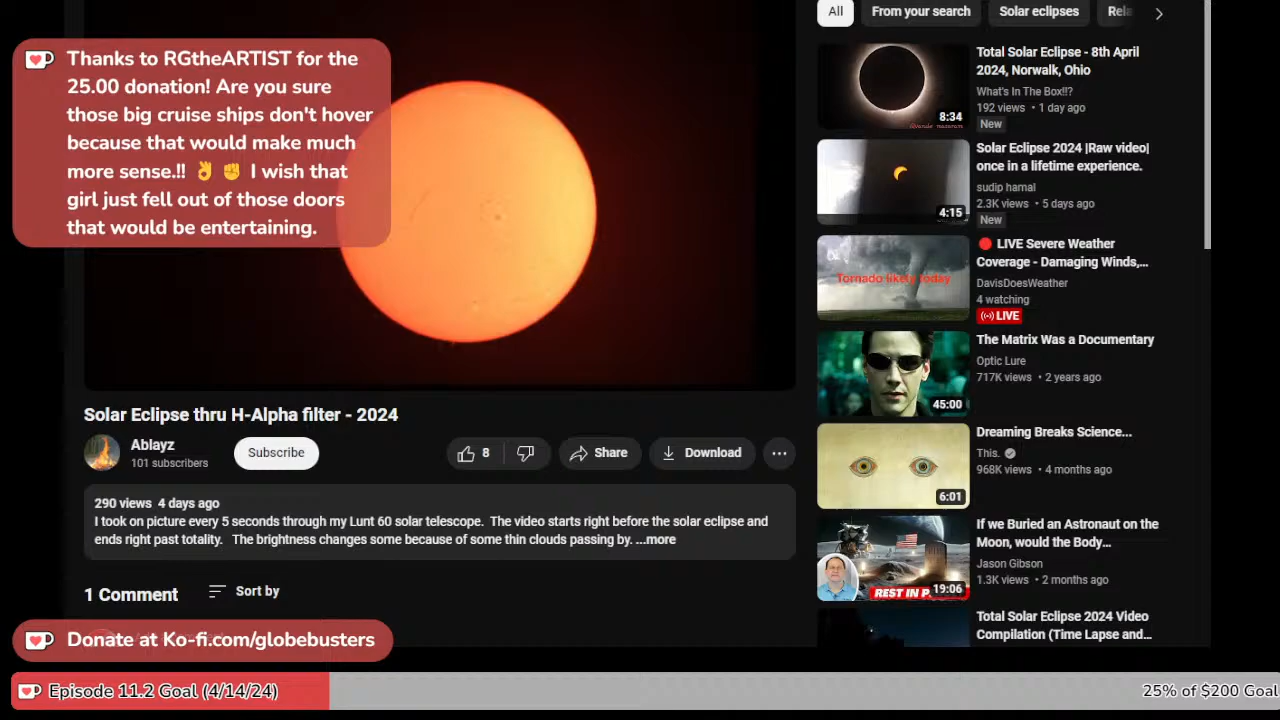 All
From your search
Solar eclipses
Thanks to RGtheARTIST for the
25.00 donation! Are you sure
those big cruise ships don't hover
because that would make much
more sense.!! 👌 ✊ I wish that
girl just fell out of those doors
that would be entertaining.
Total Solar Eclipse - 8th April
2024, Norwalk, Ohio
What's In The Box!!?
192 views • 1 day ago
New
8:34
Solar Eclipse 2024 |Raw video|
once in a lifetime experience.
sudip hamal
2.3K views • 5 days ago
New
4:15
🔴 LIVE Severe Weather
Coverage - Damaging Winds,...
DavisDoesWeather
4 watching
LIVE
Tornado likely today
The Matrix Was a Documentary
Optic Lure
717K views • 2 years ago
45:00
Dreaming Breaks Science...
This.
968K views • 4 months ago
6:01
If we Buried an Astronaut on the
Moon, would the Body...
Jason Gibson
1.3K views • 2 months ago
REST IN P
19:06
Total Solar Eclipse 2024 Video
Compilation (Time Lapse and...
Solar Eclipse thru H-Alpha filter - 2024
Ablayz
101 subscribers
Subscribe
8
Share
Download
290 views 4 days ago
I took on picture every 5 seconds through my Lunt 60 solar telescope. The video starts right before the solar eclipse and
ends right past totality. The brightness changes some because of some thin clouds passing by. ...more
1 Comment
Sort by
Donate at Ko-fi.com/globebusters
Episode 11.2 Goal (4/14/24)
25% of $200 Goal